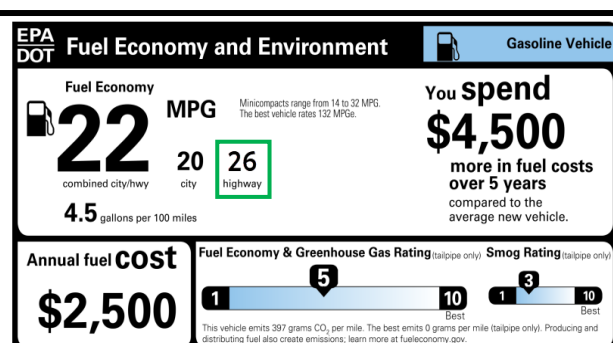 EPA
DOT
Fuel Economy and Environment
Gasoline Vehicle
Fuel Economy
22
MPG
Minicompacts range from 14 to 32 MPG.
The best vehicle rates 132 MPGe.
20
26
combined city/hwy
city
highway
4.5 gallons per 100 miles
You spend
$4,500
more in fuel costs
over 5 years
compared to the
average new vehicle.
Annual fuel cost
$2,500
Fuel Economy & Greenhouse Gas Rating (tailpipe only)
1
5
10
Best
This vehicle emits 397 grams CO2 per mile. The best emits 0 grams per mile (tailpipe only). Producing and
distributing fuel also create emissions; learn more at fueleconomy.gov.
Smog Rating (tailpipe only)
1
3
10
Best